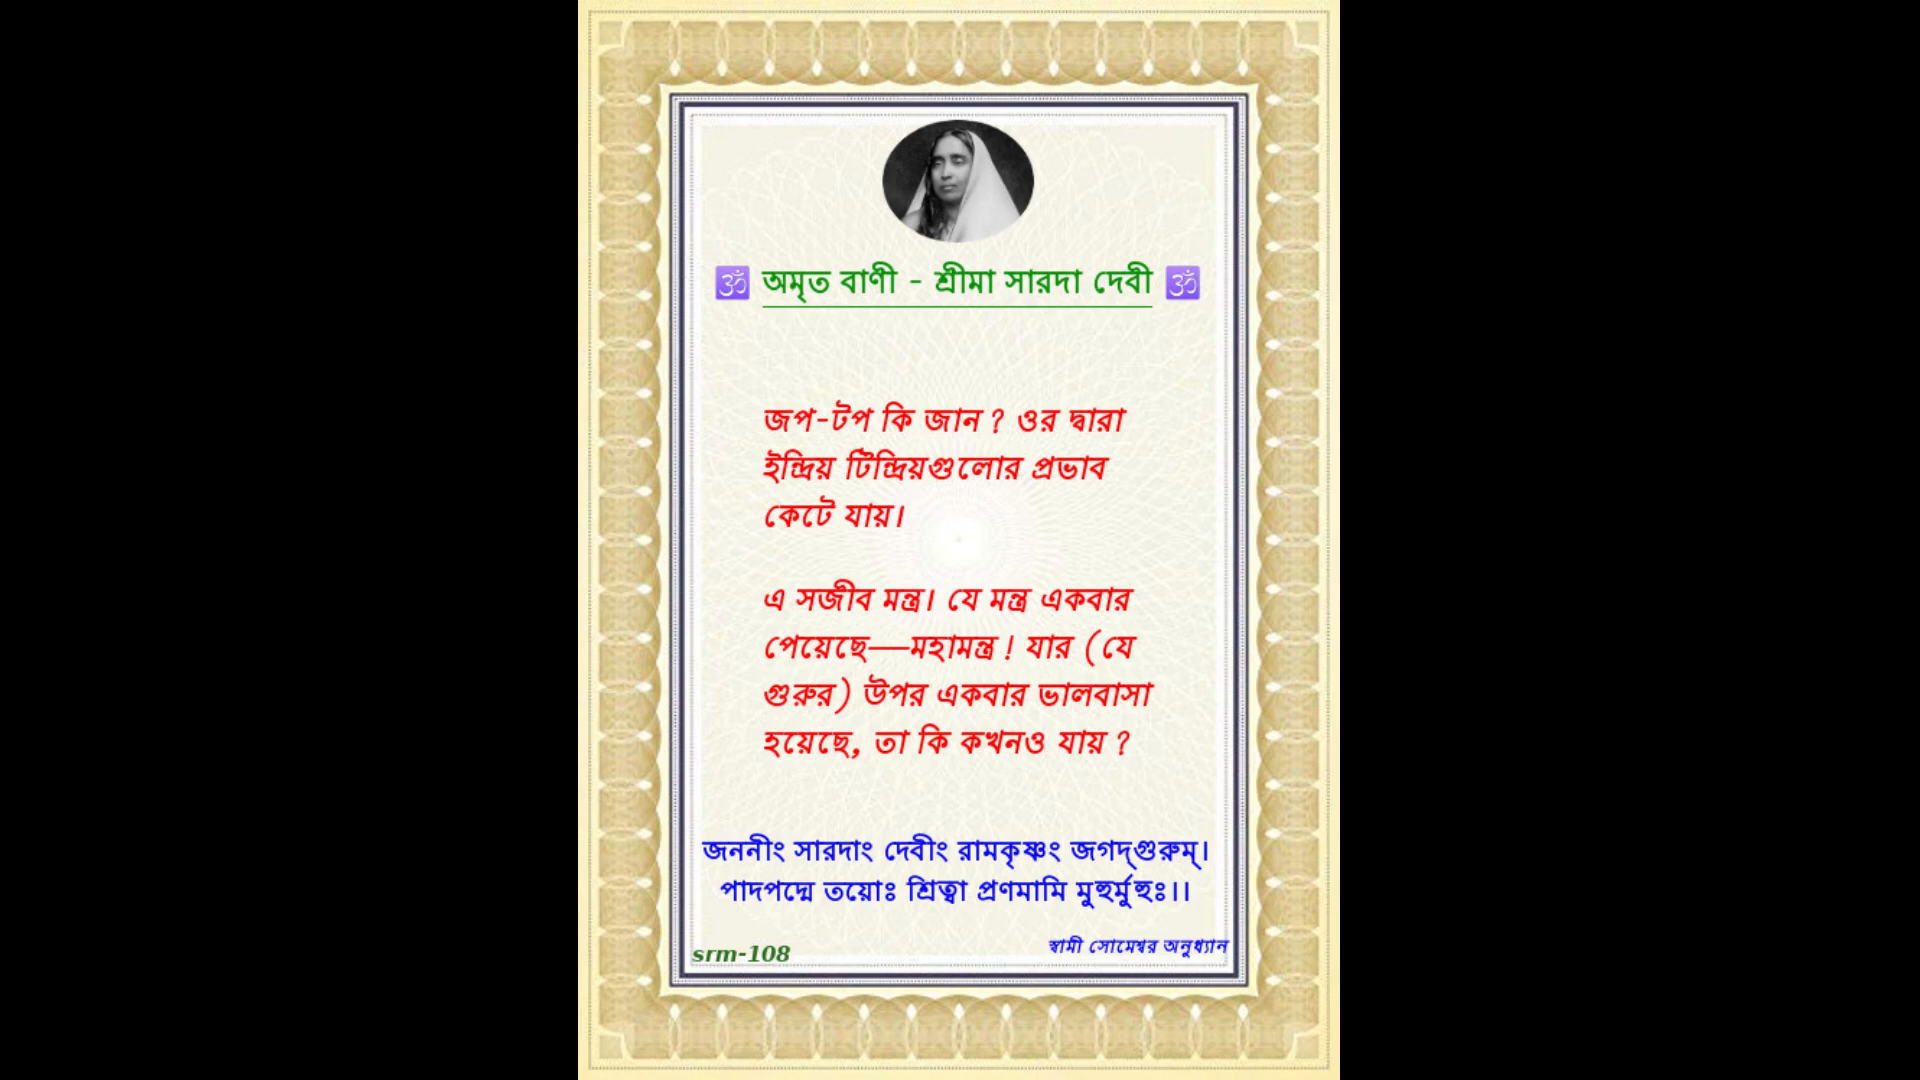 🕉 অমৃত বাণী - শ্রীমা সারদা দেবী 🕉
জপ-টপ কি জান ? ওর দ্বারা
ইন্দ্রিয় টিন্দ্রিয়গুলোর প্রভাব
কেটে যায়।
এ সজীব মন্ত্র। যে মন্ত্র একবার
পেয়েছে—মহামন্ত্র ! যার (যে
গুরুর) উপর একবার ভালবাসা
হয়েছে, তা কি কখনও যায় ?
জননীং সারদাং দেবীং রামকৃষ্ণং জগদ্‌গুরুম্।
পাদপদ্মে তয়োঃ শ্রিত্বা প্রণমামি মুহুর্মুহুঃ।।
srm-108
স্বামী সোমেশ্বর অনুধ্যান